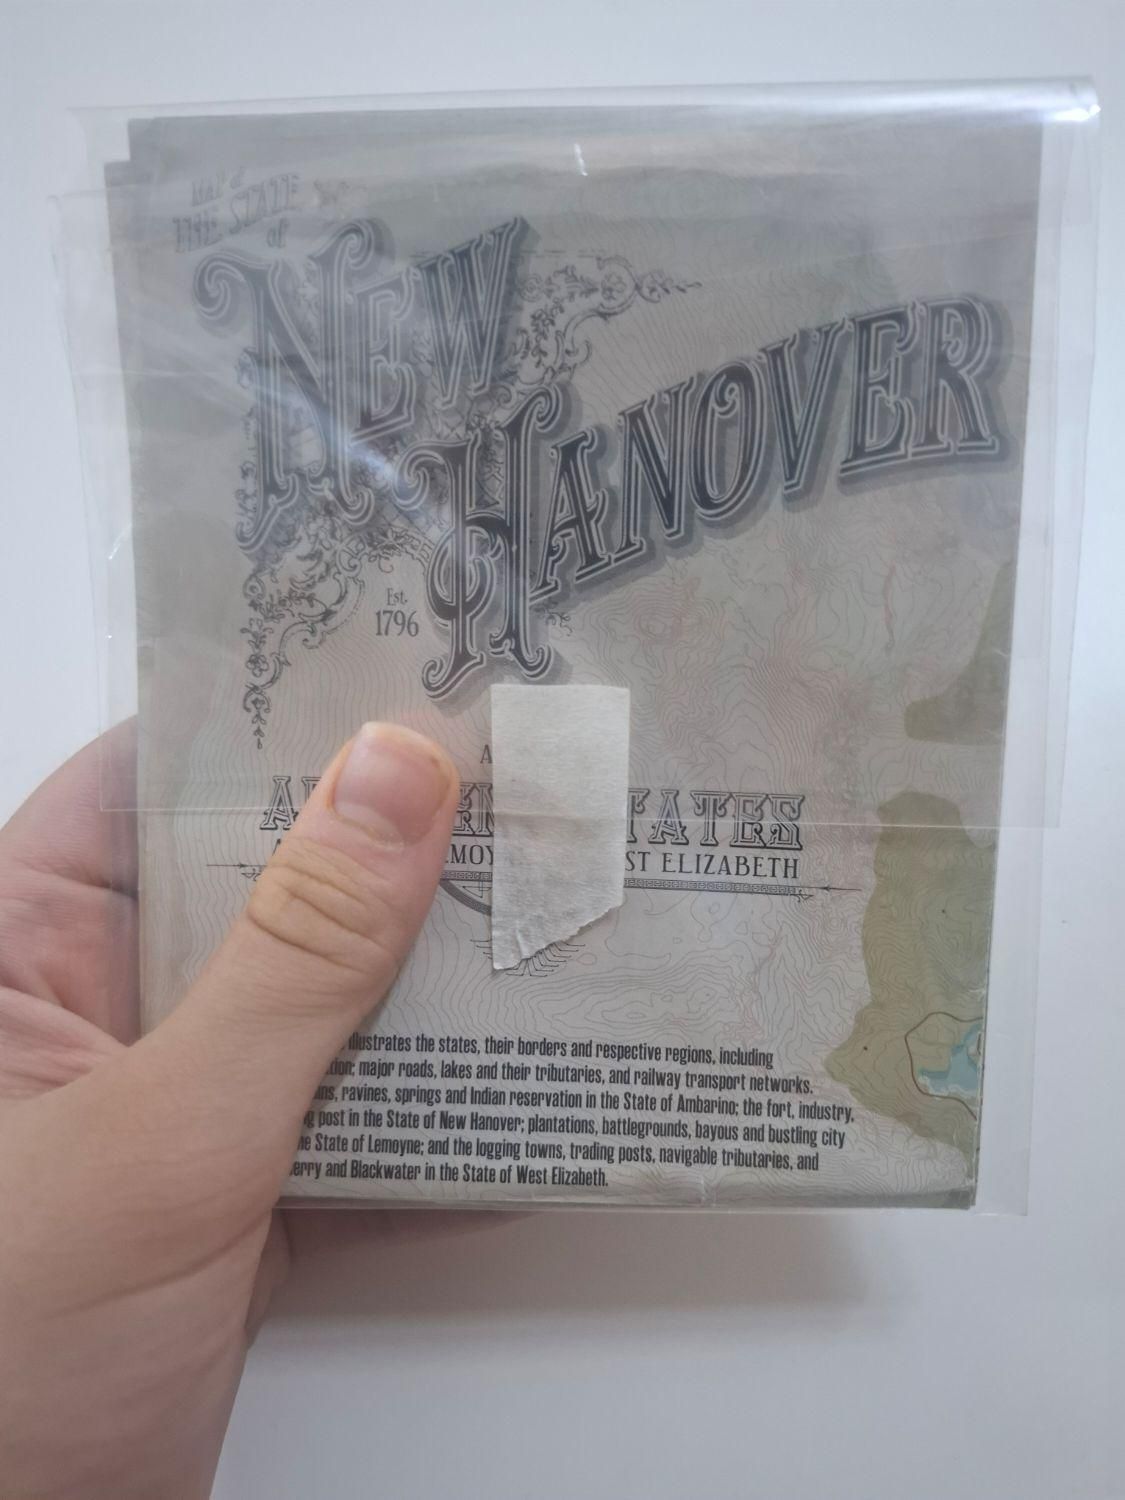 MAP of
THE STATE
of
NEW
HANOVER
Est.
1796
STATES
ST ELIZABETH
illustrates the states, their borders and respective regions, including
major roads, lakes and their tributaries, and railway transport networks.
ravines, springs and Indian reservation in the State of Ambarino; the fort, industry,
post in the State of New Hanover; plantations, battlegrounds, bayous and bustling city
State of Lemoyne; and the logging towns, trading posts, navigable tributaries, and
and Blackwater in the State of West Elizabeth.